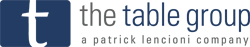 t the table group
a patrick lencioni company